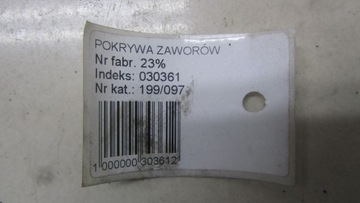 POKRYWA ZAWORÓW
Nr fabr. 23%
Indeks: 030361
Nr kat.: 199/097
1 000000 303612